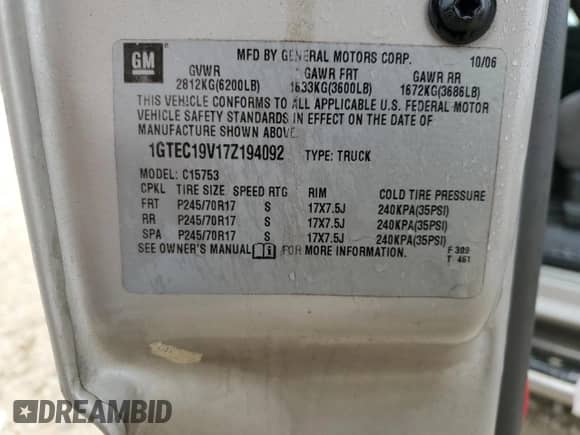 GM
MFD BY GENERAL MOTORS CORP. 10/06
GVWR GAWR FRT GAWR RR
2812KG(6200LB) 1633KG(3600LB) 1672KG(3686LB)
THIS VEHICLE CONFORMS TO ALL APPLICABLE U.S. FEDERAL MOTOR
VEHICLE SAFETY STANDARDS IN EFFECT ON THE DATE OF
MANUFACTURE SHOWN ABOVE.
1GTEC19V17Z194092 TYPE: TRUCK
MODEL: C15753
CPKL TIRE SIZE SPEED RTG RIM COLD TIRE PRESSURE
FRT P245/70R17 S 17X7.5J 240KPA(35PSI)
RR P245/70R17 S 17X7.5J 240KPA(35PSI)
SPA P245/70R17 S 17X7.5J 240KPA(35PSI)
SEE OWNER'S MANUAL FOR MORE INFORMATION.
F 309
T 461
DREAMBID